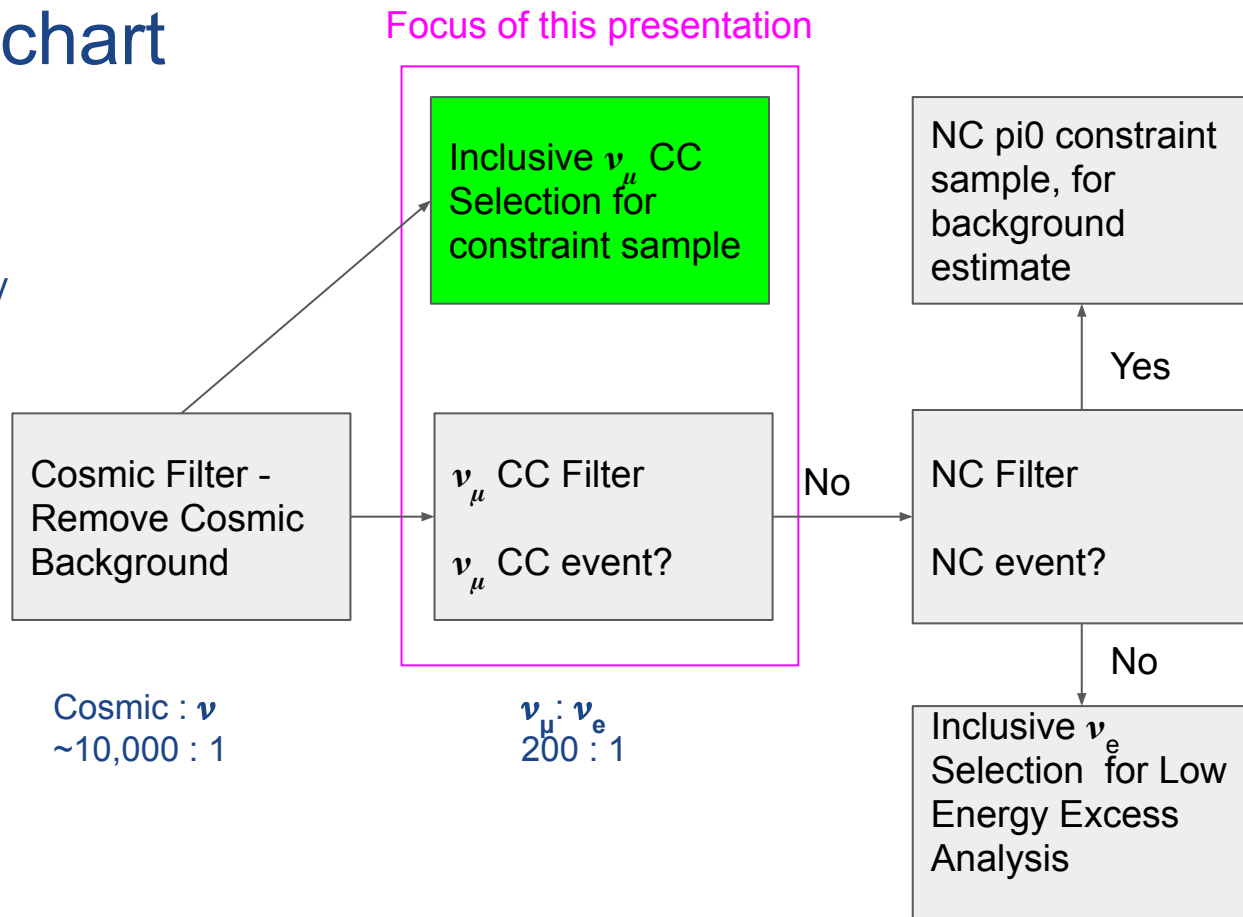 chart
Focus of this presentation
y
Inclusive νμ CC
Selection for
constraint sample
NC pi0 constraint
sample, for
background
estimate
Yes
Cosmic Filter -
Remove Cosmic
Background
νμ CC Filter
νμ CC event?
No
NC Filter
NC event?
No
Cosmic : ν
~10,000 : 1
νμ: νe
200 : 1
Inclusive νe
Selection for Low
Energy Excess
Analysis